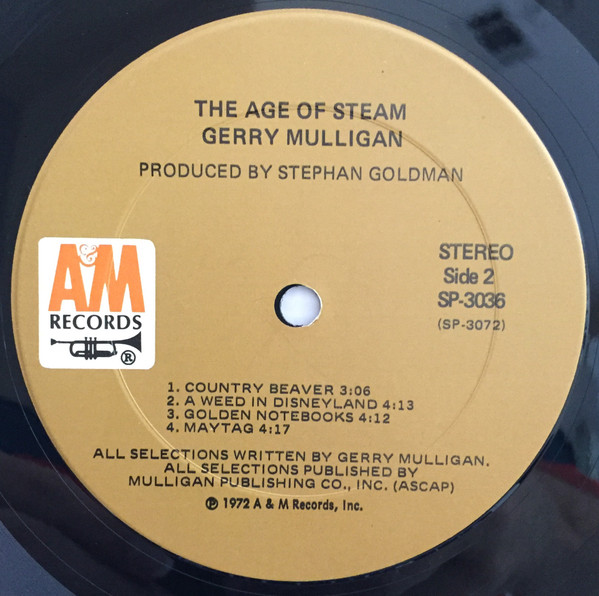 THE AGE OF STEAM
GERRY MULLIGAN
PRODUCED BY STEPHAN GOLDMAN
A&M
RECORDS
®
STEREO
Side 2
SP-3036
(SP-3072)
1. COUNTRY BEAVER 3:06
2. A WEED IN DISNEYLAND 4:13
3. GOLDEN NOTEBOOKS 4:12
4. MAYTAG 4:17
ALL SELECTIONS WRITTEN BY GERRY MULLIGAN.
ALL SELECTIONS PUBLISHED BY
MULLIGAN PUBLISHING CO., INC. (ASCAP)
℗ 1972 A & M Records, Inc.